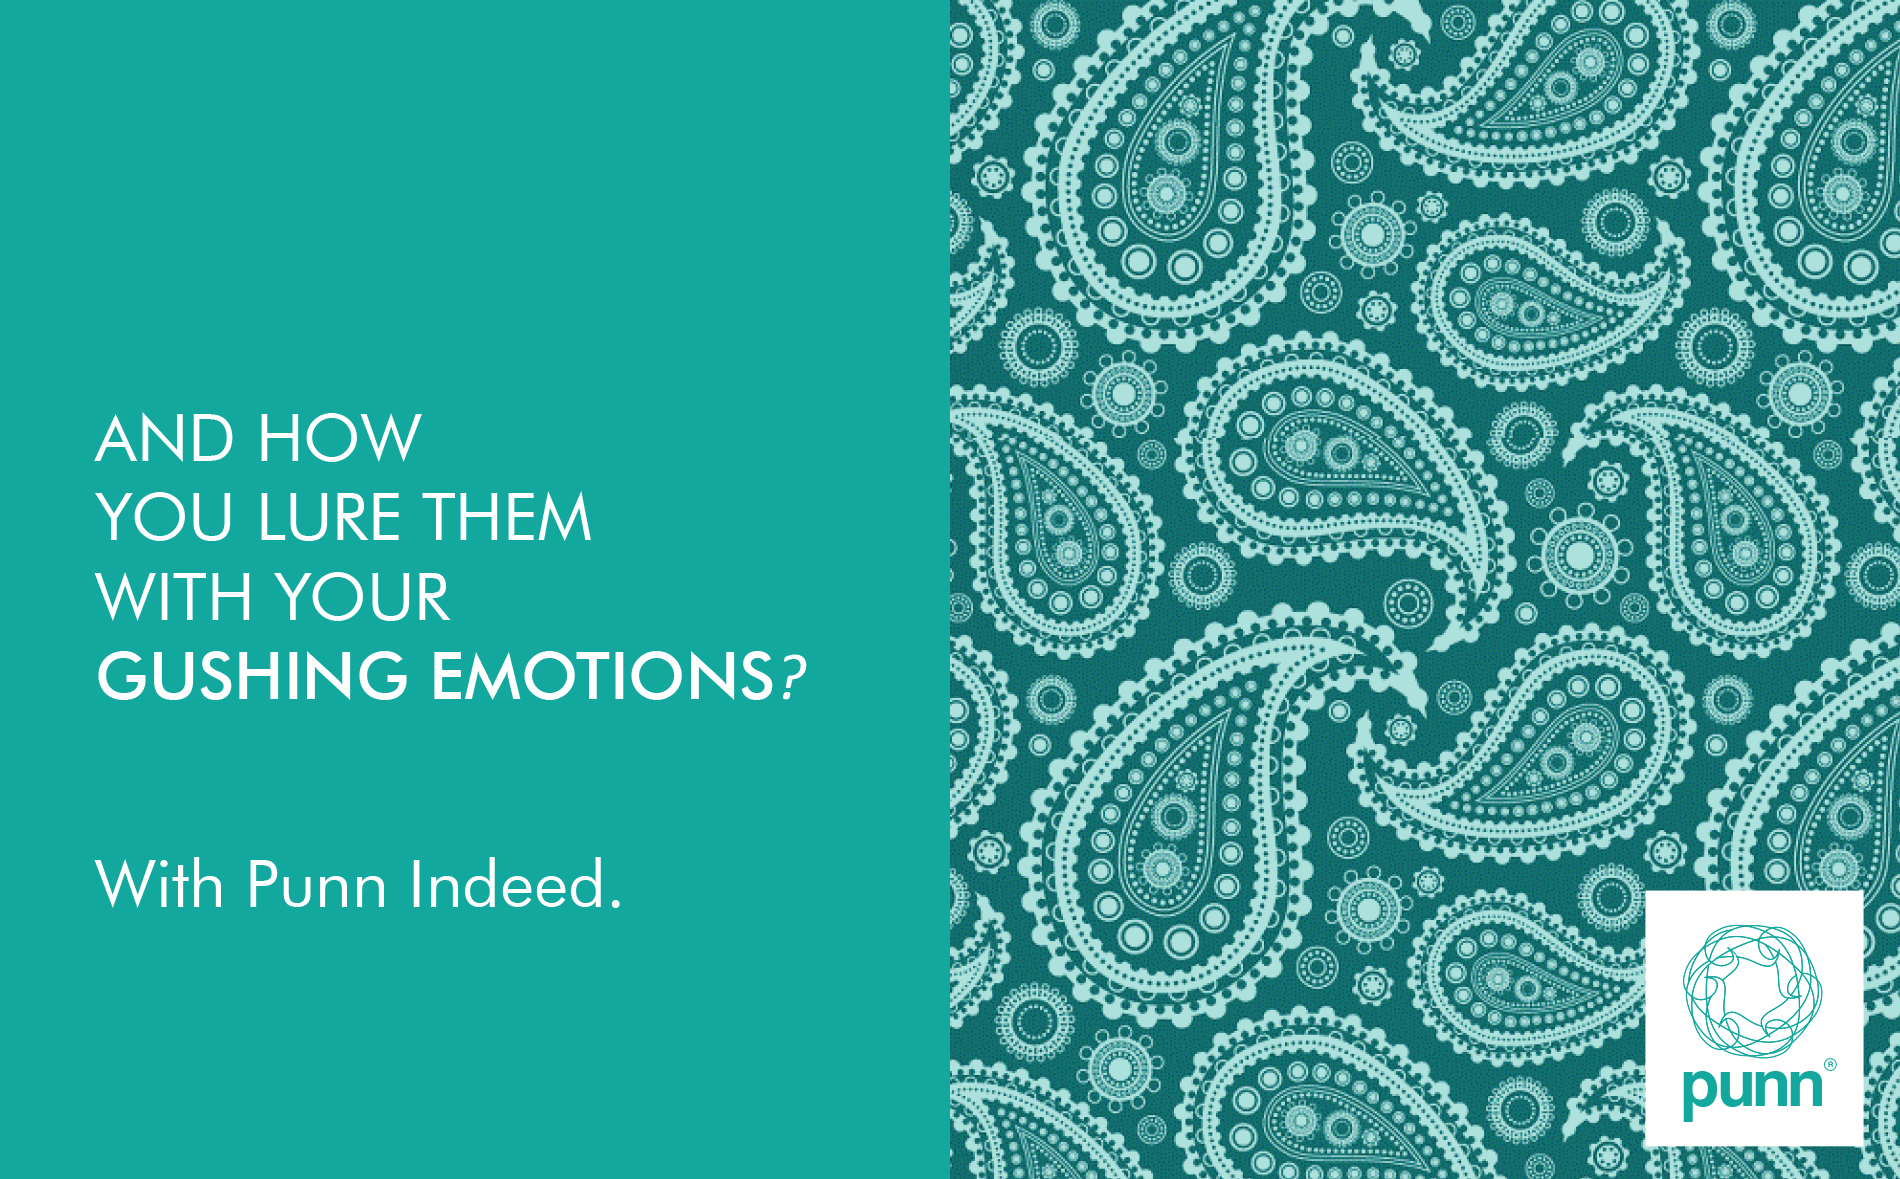 AND HOW
YOU LURE THEM
WITH YOUR
GUSHING EMOTIONS?
With Punn Indeed.
punn®